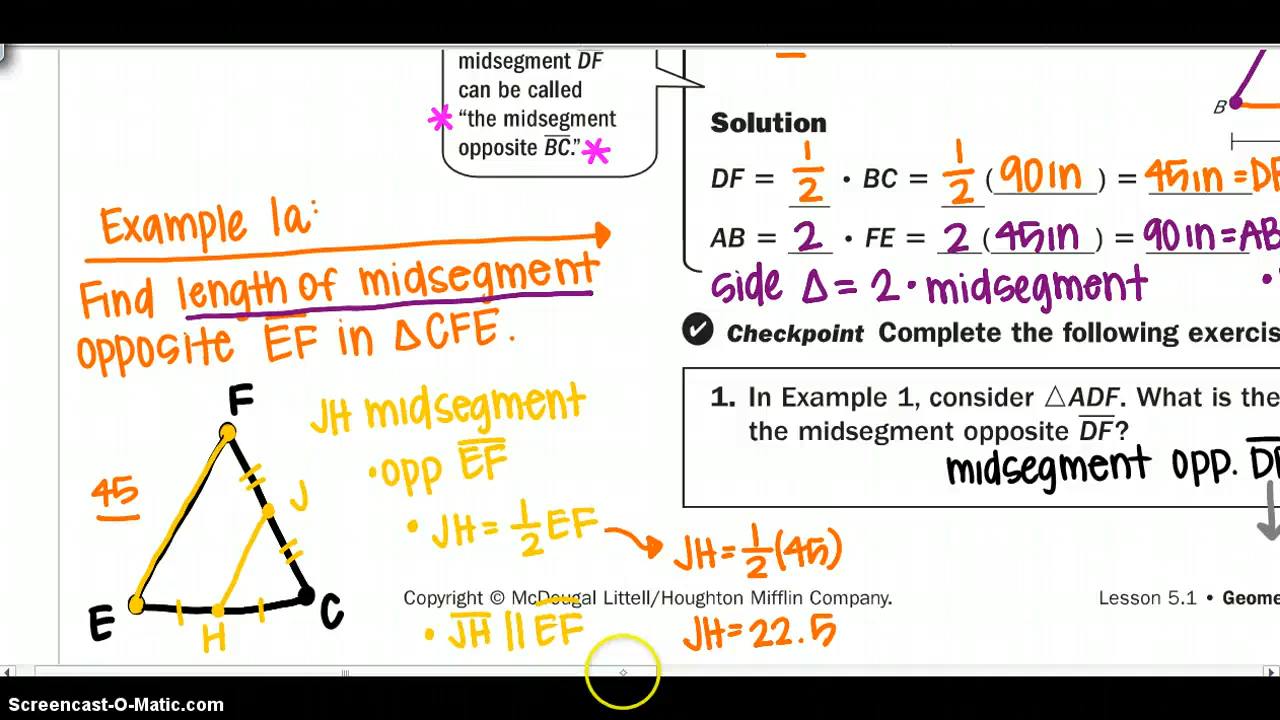 midsegment DF
can be called
"the midsegment
opposite BC."
Example 1a:
Find length of midsegment
opposite EF in △CFE.
F
45
J
E
H
C
JH midsegment
• opp EF
• JH = 1/2 EF
• JH || EF
JH = 1/2 (45)
JH = 22.5
B
Solution
DF = 1/2 · BC = 1/2 (90in) = 45in = DF
AB = 2 · FE = 2 (45in) = 90in = AB
side △ = 2 · midsegment
Checkpoint Complete the following exercis
1. In Example 1, consider △ADF. What is the
the midsegment opposite DF?
midsegment opp. DF
Copyright © McDougal Littell/Houghton Mifflin Company.
Lesson 5.1 • Geome
Screencast-O-Matic.com